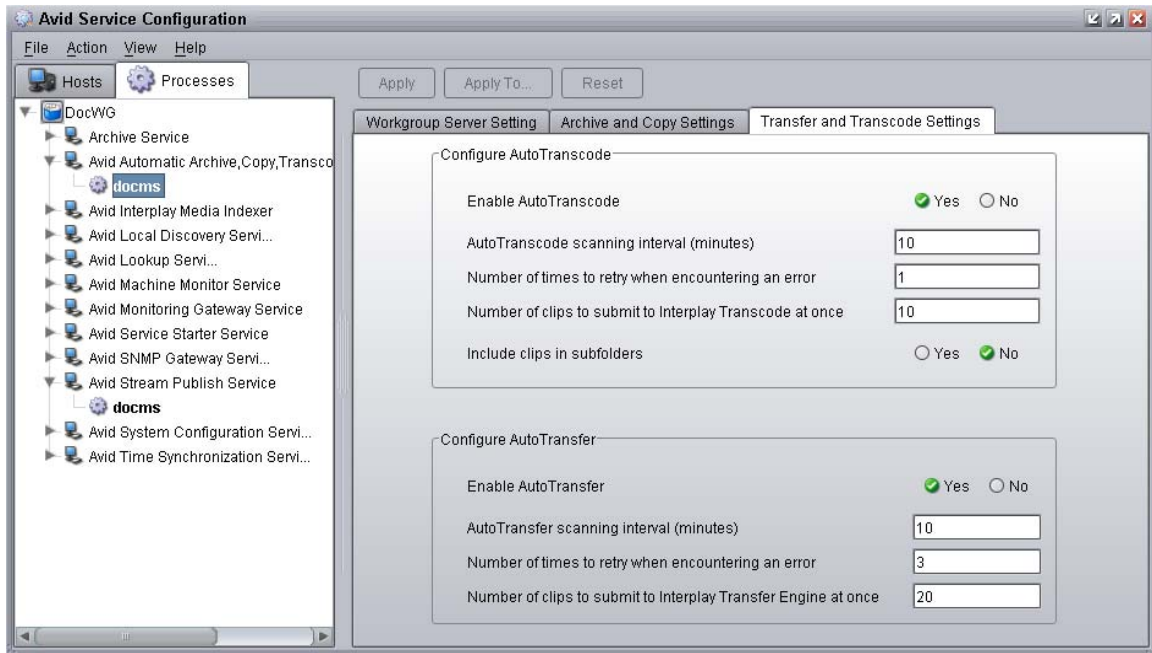 Avid Service Configuration
File Action View Help
Hosts Processes
Apply Apply To... Reset
DocWG
Archive Service
Avid Automatic Archive,Copy,Transco
docms
Avid Interplay Media Indexer
Avid Local Discovery Servi...
Avid Lookup Servi...
Avid Machine Monitor Service
Avid Monitoring Gateway Service
Avid Service Starter Service
Avid SNMP Gateway Servi...
Avid Stream Publish Service
docms
Avid System Configuration Servi...
Avid Time Synchronization Servi...
Workgroup Server Setting Archive and Copy Settings Transfer and Transcode Settings
Configure AutoTranscode
Enable AutoTranscode Yes No
AutoTranscode scanning interval (minutes) 10
Number of times to retry when encountering an error 1
Number of clips to submit to Interplay Transcode at once 10
Include clips in subfolders Yes No
Configure AutoTransfer
Enable AutoTransfer Yes No
AutoTransfer scanning interval (minutes) 10
Number of times to retry when encountering an error 3
Number of clips to submit to Interplay Transfer Engine at once 20